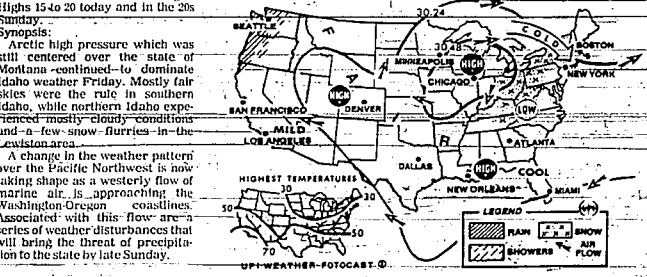 Highs 15 to 20 today and in the 20s
Sunday.
Synopsis:
Arctic high pressure which was
still centered over the state of
Montana continued to dominate
Idaho weather Friday. Mostly fair
skies were the rule in southern
Idaho, while northern Idaho expe-
rienced mostly cloudy conditions
and a few snow flurries in the
Lewiston area.
A change in the weather pattern
over the Pacific Northwest is now
taking shape as a westerly flow of
marine air is approaching the
Washington-Oregon coastlines.
Associated with this flow are a
series of weather disturbances that
will bring the threat of precipita-
tion to the state by late Sunday.
30.24
SEATTLE
F
COLD
30.48
BOSTON
MINNEAPOLIS
HIGH
NEW YORK
A
CHICAGO
HIGH
DENVER
LOW
SAN FRANCISCO
MILD
I
R
LOS ANGELES
ATLANTA
DALLAS
HIGH
COOL
NEW ORLEANS
MIAMI
HIGHEST TEMPERATURES
30
30
50
50
70
LEGEND
RAIN
SNOW
SHOWERS
AIR
FLOW
UPI WEATHER FOTOCAST